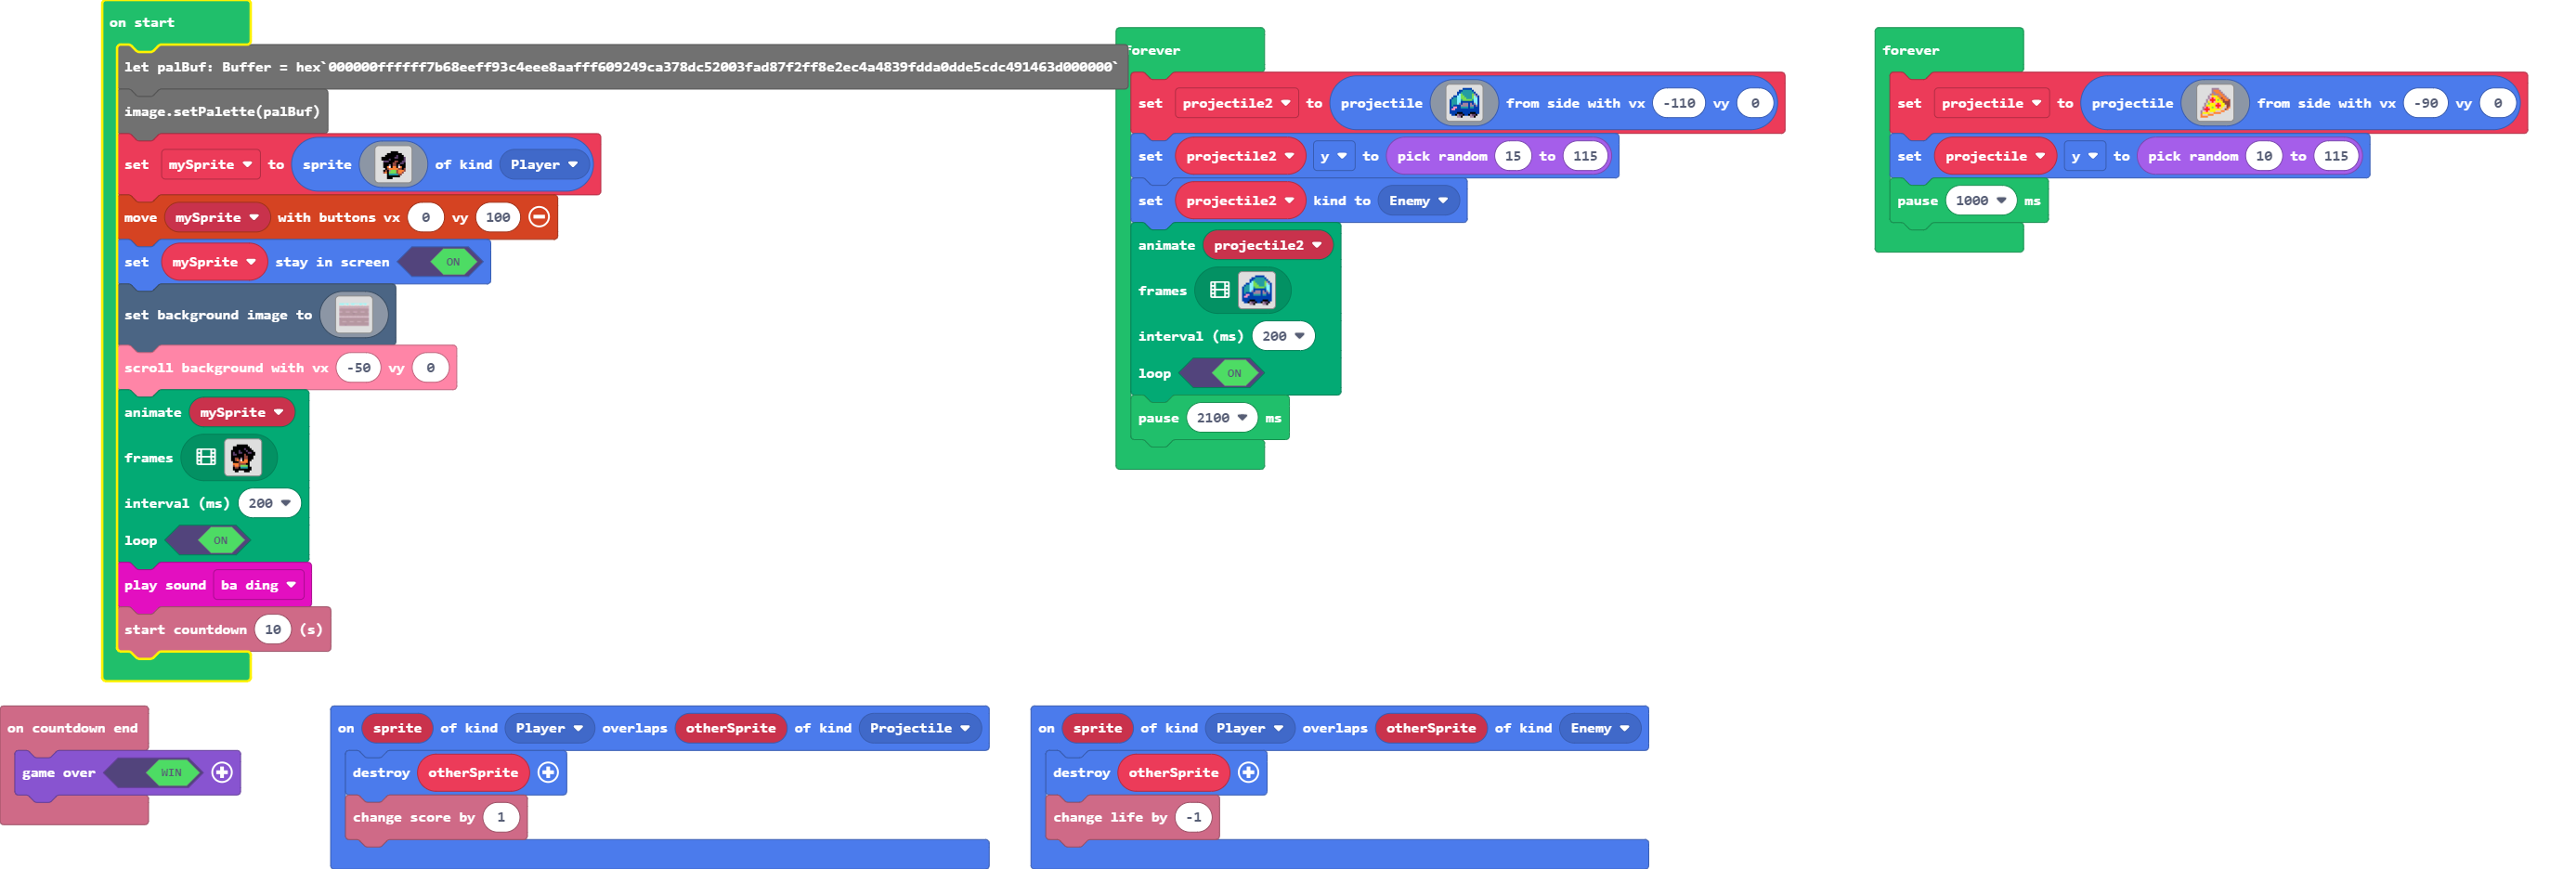 on start
let palBuf: Buffer = hex`000000ffffff7b68eeff93c4eee8aafff609249ca378dc52003fad87f2ff8e2ec4a4839fdda0dde5cdc491463d000000`
image.setPalette(palBuf)
set mySprite to sprite of kind Player
move mySprite with buttons vx 0 vy 100
set mySprite stay in screen ON
set background image to
scroll background with vx -50 vy 0
animate mySprite
frames
interval (ms) 200
loop ON
play sound ba ding
start countdown 10 (s)
forever
set projectile2 to projectile from side with vx -110 vy 0
set projectile2 y to pick random 15 to 115
set projectile2 kind to Enemy
animate projectile2
frames
interval (ms) 200
loop ON
pause 2100 ms
forever
set projectile to projectile from side with vx -90 vy 0
set projectile y to pick random 10 to 115
pause 1000 ms
on countdown end
game over WIN
on sprite of kind Player overlaps otherSprite of kind Projectile
destroy otherSprite
change score by 1
on sprite of kind Player overlaps otherSprite of kind Enemy
destroy otherSprite
change life by -1